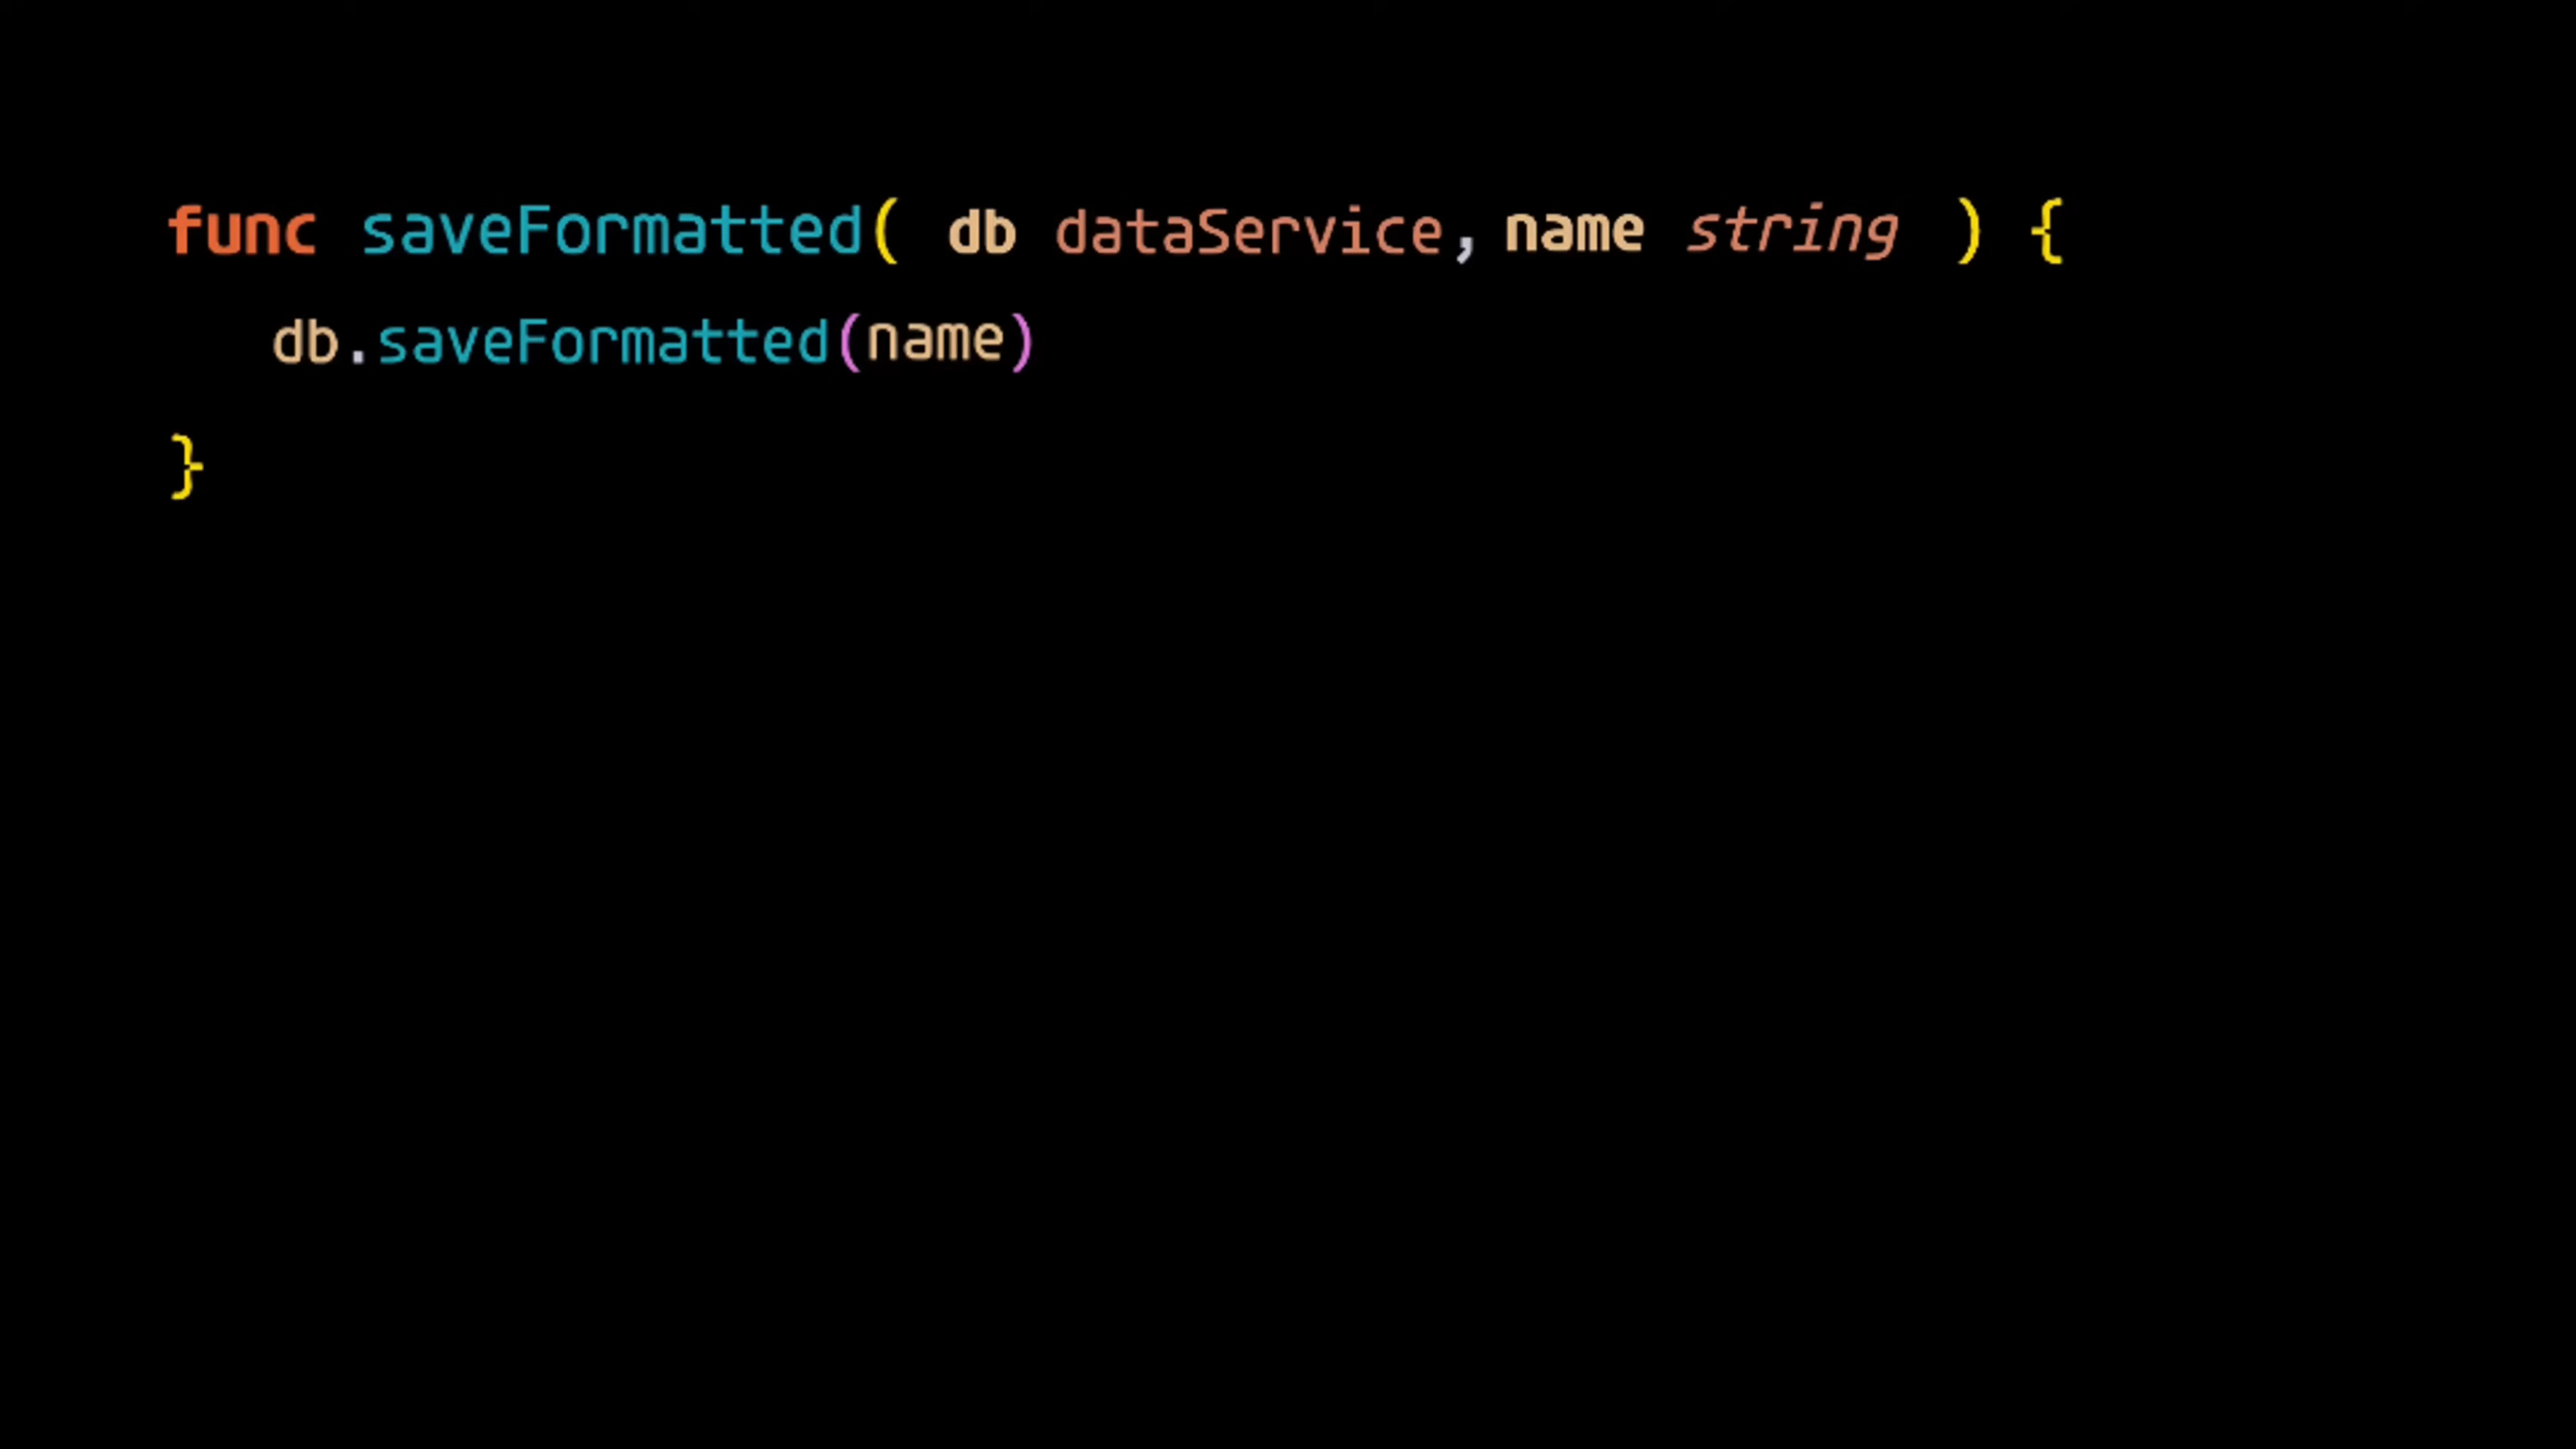 func saveFormatted( db dataService, name string ) {
db.saveFormatted(name)
}